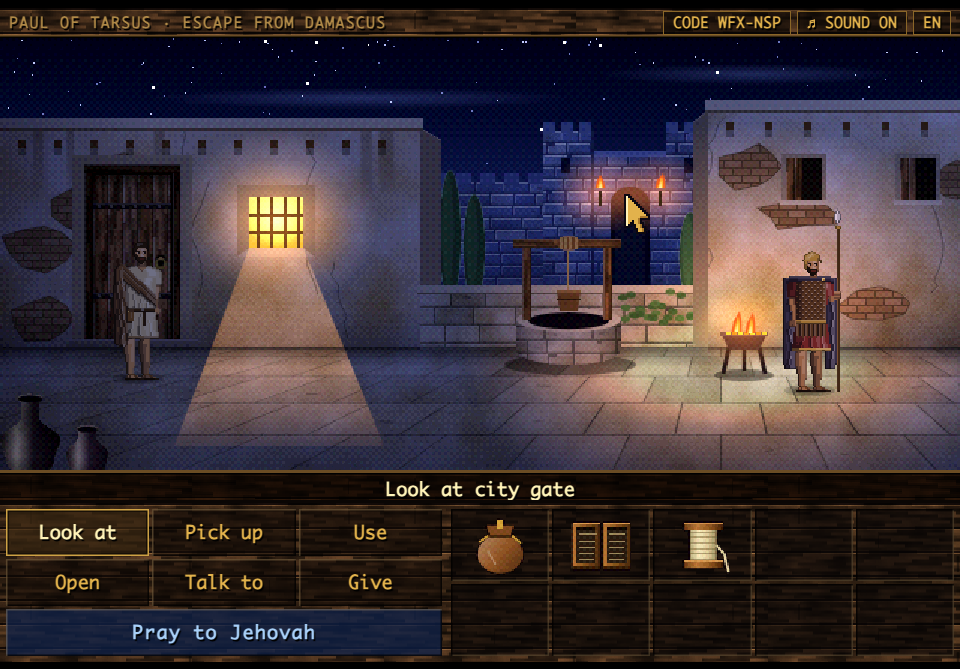 PAUL OF TARSUS · ESCAPE FROM DAMASCUS
CODE WFX-NSP
♬ SOUND ON
EN
Look at city gate
Look at
Pick up
Use
Open
Talk to
Give
Pray to Jehovah